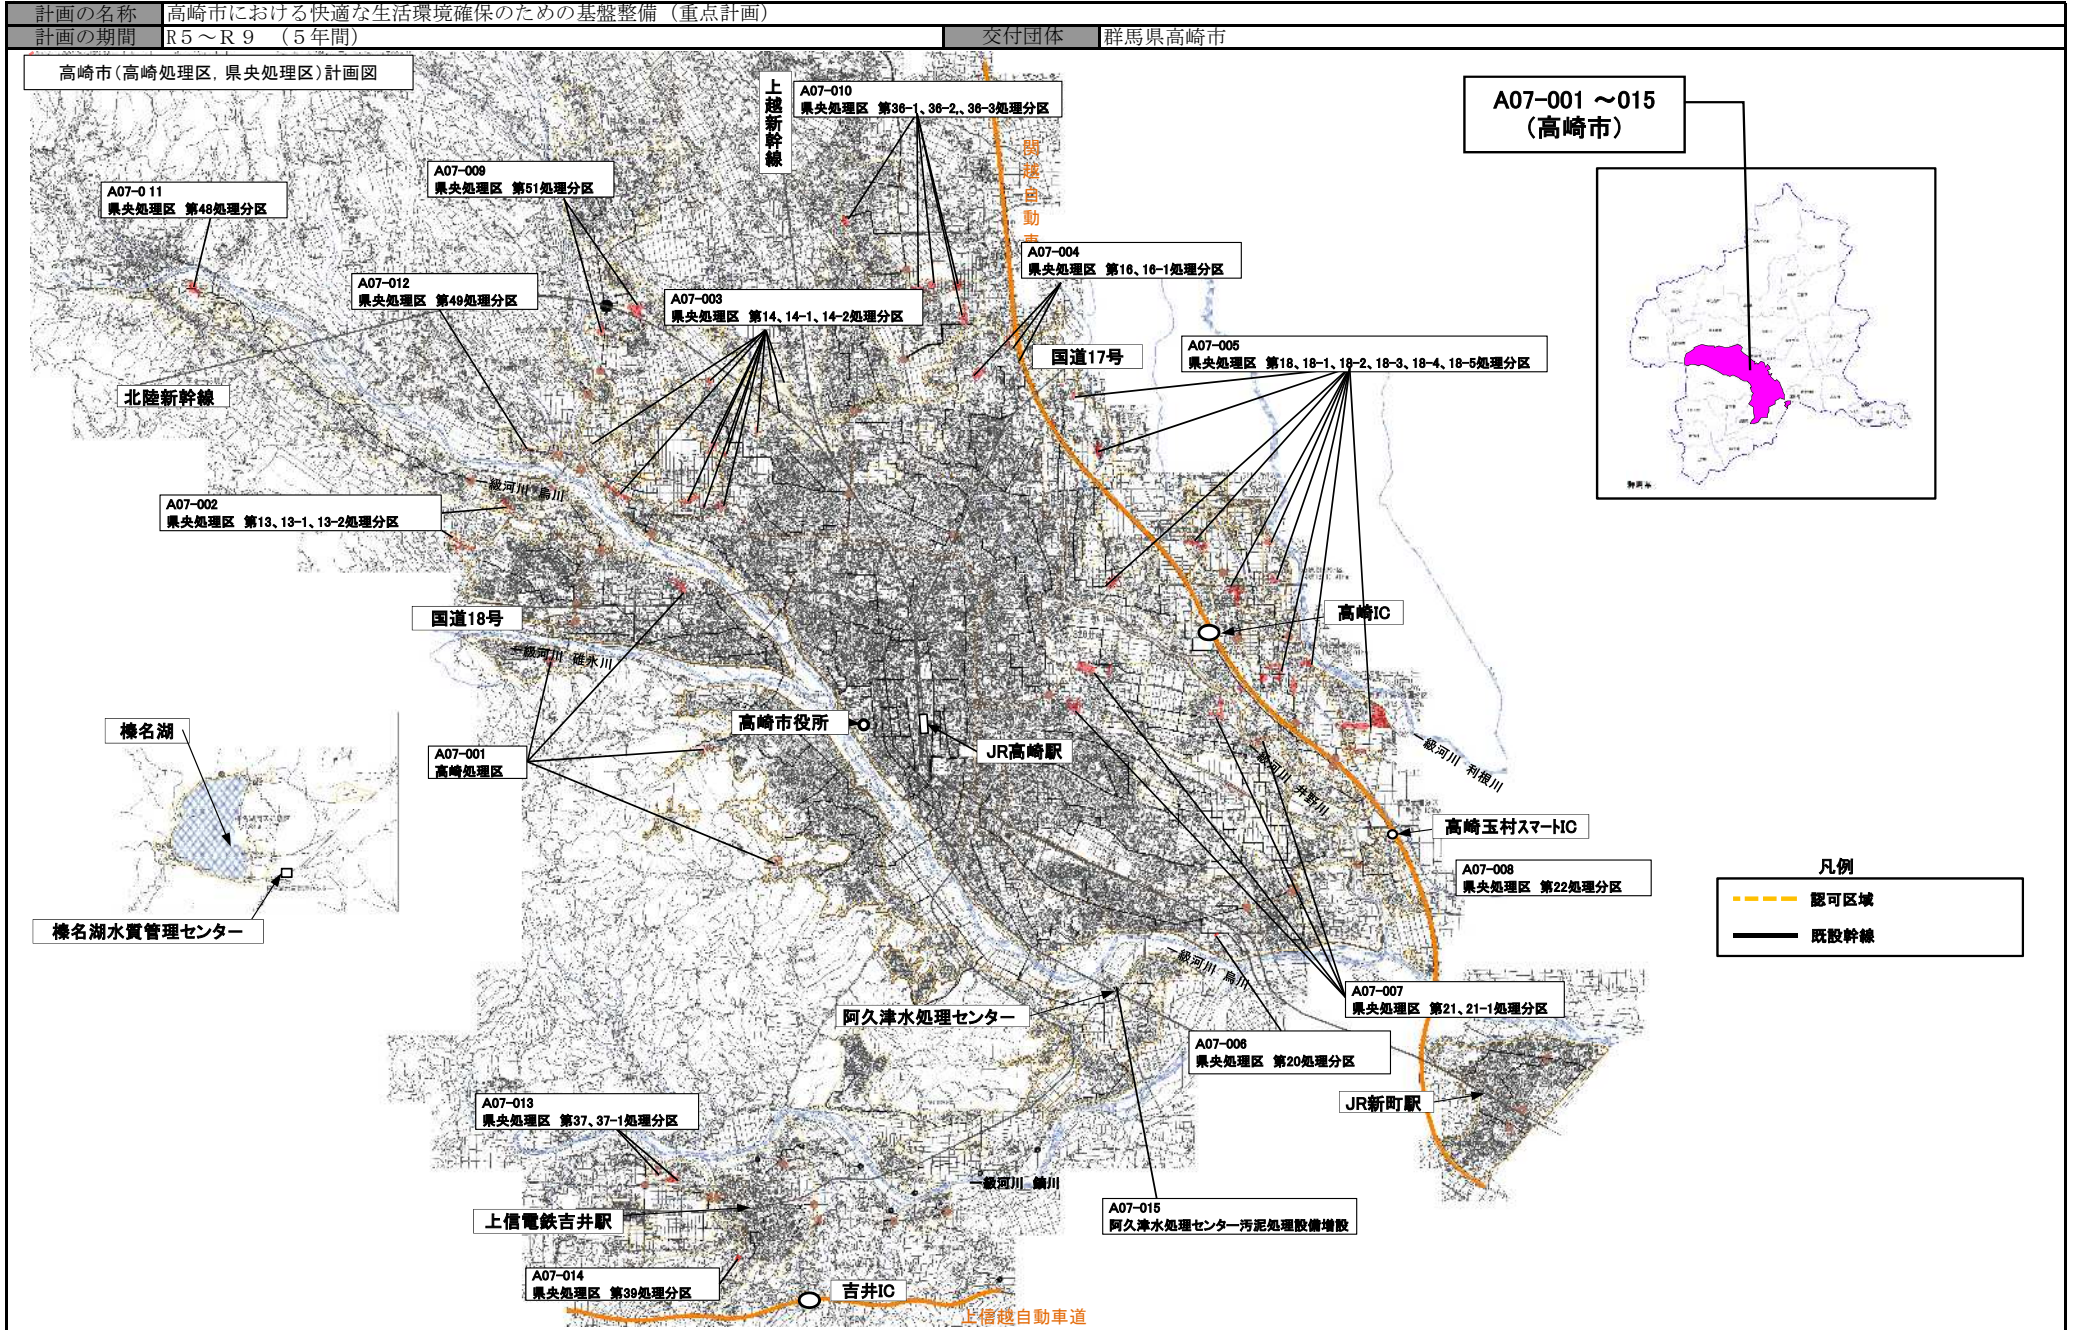 計画の名称 高崎市における快適な生活環境確保のための基盤整備（重点計画）
計画の期間 R5～R9 （5年間） 交付団体 群馬県高崎市
高崎市(高崎処理区, 県央処理区)計画図
上越新幹線
A07-010
県央処理区 第36-1、36-2、36-3処理分区
A07-001 ～015
（高崎市）
関越自動車
A07-009
県央処理区 第51処理分区
A07-0 11
県央処理区 第48処理分区
A07-004
県央処理区 第16、16-1処理分区
A07-012
県央処理区 第49処理分区
A07-003
県央処理区 第14、14-1、14-2処理分区
国道17号
A07-005
県央処理区 第18、18-1、18-2、18-3、18-4、18-5処理分区
北陸新幹線
一級河川 烏川
A07-002
県央処理区 第13、13-1、13-2処理分区
国道18号
高崎IC
一級河川 碓氷川
榛名湖
高崎市役所
JR高崎駅
A07-001
高崎処理区
一級河川 利根川
一級河川 井野川
高崎玉村スマートIC
A07-008
県央処理区 第22処理分区
凡例
認可区域
既設幹線
榛名湖水質管理センター
一級河川 烏川
A07-007
県央処理区 第21、21-1処理分区
阿久津水処理センター
A07-006
県央処理区 第20処理分区
A07-013
県央処理区 第37、37-1処理分区
JR新町駅
一級河川 鏑川
上信電鉄吉井駅
A07-015
阿久津水処理センター汚泥処理設備増設
A07-014
県央処理区 第39処理分区
吉井IC
上信越自動車道